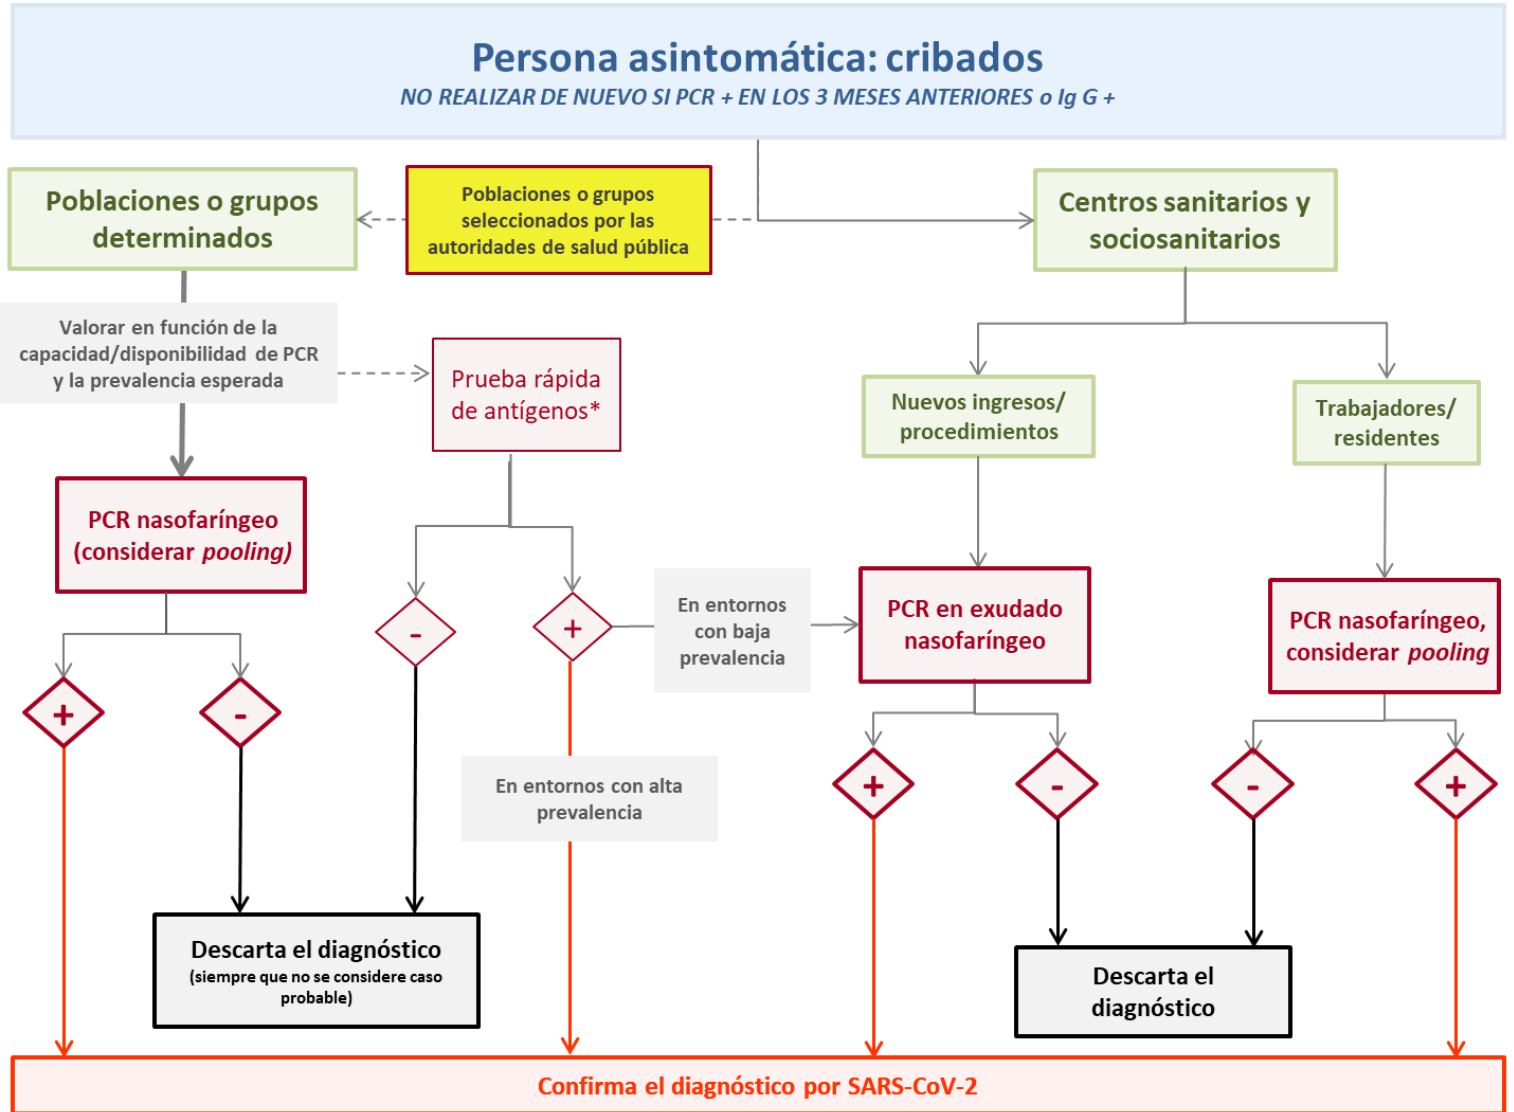 Persona asintomática: cribados
NO REALIZAR DE NUEVO SI PCR + EN LOS 3 MESES ANTERIORES o Ig G +
Poblaciones o grupos
determinados
Poblaciones o grupos
seleccionados por las
autoridades de salud pública
Centros sanitarios y
sociosanitarios
Valorar en función de la
capacidad/disponibilidad de PCR
y la prevalencia esperada
Prueba rápida
de antígenos*
Nuevos ingresos/
procedimientos
Trabajadores/
residentes
PCR nasofaríngeo
(considerar pooling)
-
+
En entornos
con baja
prevalencia
PCR en exudado
nasofaríngeo
PCR nasofaríngeo,
considerar pooling
+
-
En entornos con alta
prevalencia
+
-
-
+
Descarta el diagnóstico
(siempre que no se considere caso
probable)
Descarta el
diagnóstico
Confirma el diagnóstico por SARS-CoV-2